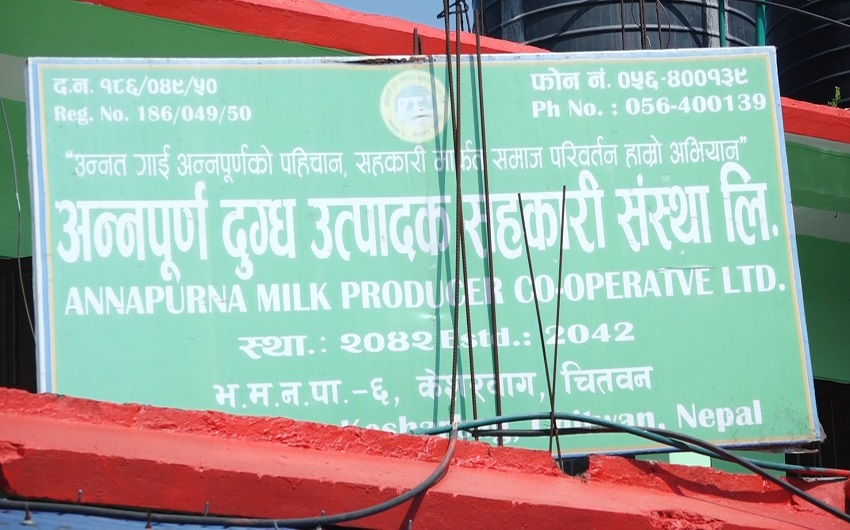 द.न. १८६/०४९/५० फोन नं. ०५६-४००१३९
Reg. No. 186/049/50 Ph No. : 056-400139
“उन्नत गाई अन्नपूर्णको पहिचान, सहकारी मार्फत समाज परिवर्तन हाम्रो अभियान”
अन्नपूर्ण दुग्ध उत्पादक सहकारी संस्था लि.
ANNAPURNA MILK PRODUCER CO-OPERATVE LTD.
स्था.: २०४२ Estd.: 2042
भ.म.न.पा.-६, केशरवाग, चितवन
Nepal